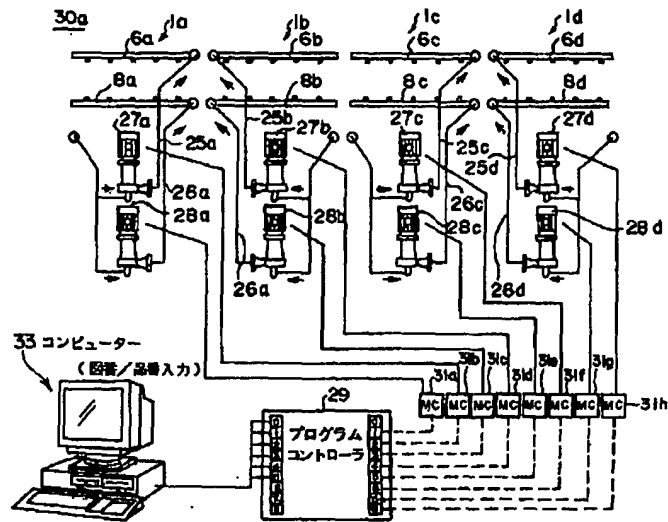 30a
1a 1b 1c 1d
6a 6b 6c 6d
8a 8b 8c 8d
27a 25a 25b 27b 27c 25c 27d
25d
26a 26c
28a 28b 28c 28d
26a 26d
33 コンピューター
(図番/品番入力)
31a 31b 31c 31d 31e 31f 31g
MC MC MC MC MC MC MC MC
31h
29
プログラム
コントローラ